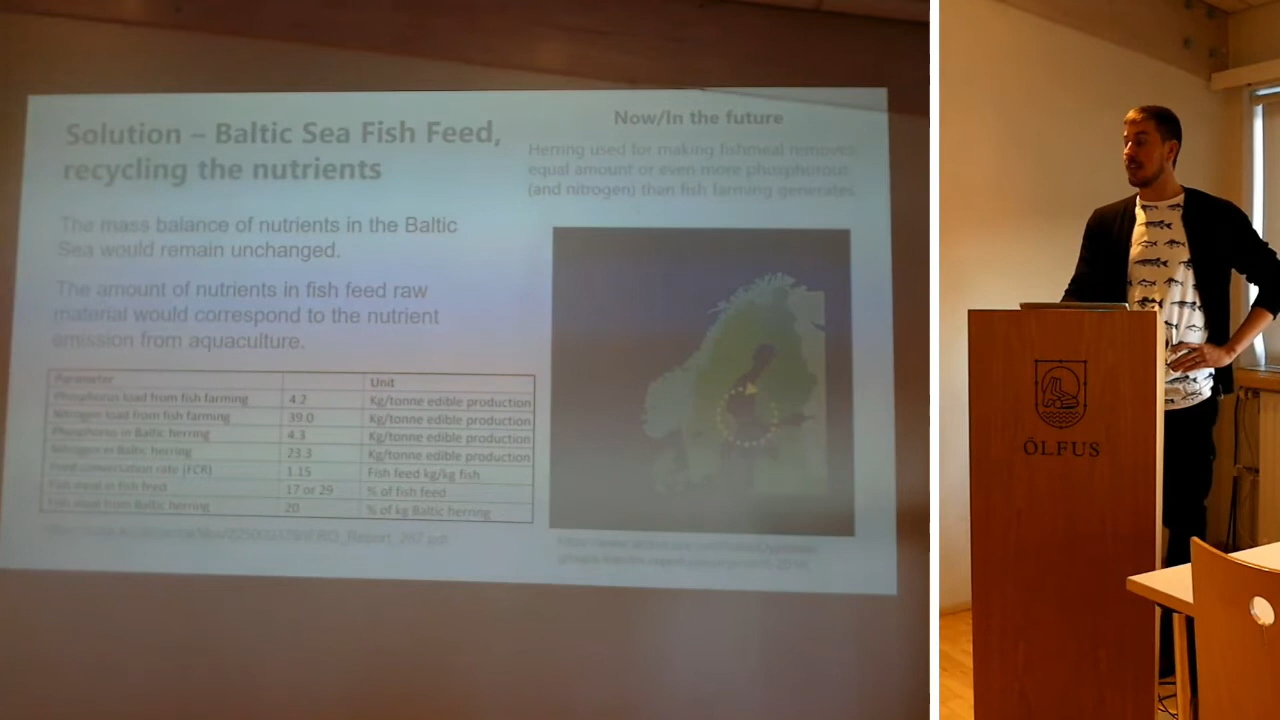 Solution – Baltic Sea Fish Feed,
recycling the nutrients
The mass balance of nutrients in the Baltic
Sea would remain unchanged.
The amount of nutrients in fish feed raw
material would correspond to the nutrient
emission from aquaculture.
Parameter Unit
Phosphorus load from fish farming 4.2 Kg/tonne edible production
Nitrogen load from fish farming 39.0 Kg/tonne edible production
Phosphorus in Baltic herring 4.3 Kg/tonne edible production
Nitrogen in Baltic herring 23.3 Kg/tonne edible production
Feed conversation rate (FCR) 1.15 Fish feed kg/kg fish
Fish meal in fish feed 17 or 29 % of fish feed
Fish meal from Baltic herring 20 % of kg Baltic herring
Now/In the future
Herring used for making fishmeal removes
equal amount or even more phosphorous
(and nitrogen) than fish farming generates
ÖLFUS